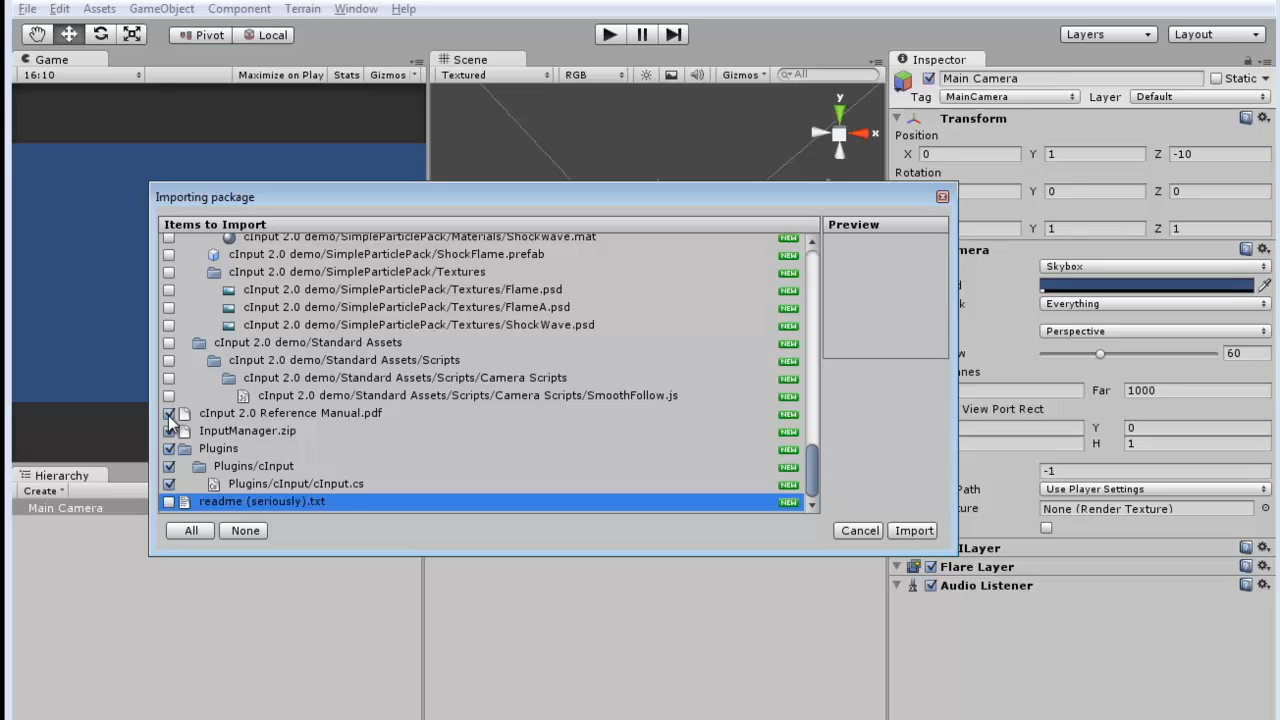 File Edit Assets GameObject Component Terrain Window Help
Pivot Local Layers Layout
Game Scene Inspector
16:10 Maximize on Play Stats Gizmos Textured RGB Gizmos All
Main Camera Static
Tag MainCamera Layer Default
Transform
Position
X 0 Y 1 Z -10
Rotation
Y 0 Z 0
Y 1 Z 1
Importing package
Items to Import Preview
cInput 2.0 demo/SimpleParticlePack/Materials/ShockWave.mat NEW
cInput 2.0 demo/SimpleParticlePack/ShockFlame.prefab NEW
cInput 2.0 demo/SimpleParticlePack/Textures NEW
cInput 2.0 demo/SimpleParticlePack/Textures/Flame.psd NEW
cInput 2.0 demo/SimpleParticlePack/Textures/FlameA.psd NEW
cInput 2.0 demo/SimpleParticlePack/Textures/ShockWave.psd NEW
cInput 2.0 demo/Standard Assets NEW
cInput 2.0 demo/Standard Assets/Scripts NEW
cInput 2.0 demo/Standard Assets/Scripts/Camera Scripts NEW
cInput 2.0 demo/Standard Assets/Scripts/Camera Scripts/SmoothFollow.js NEW
cInput 2.0 Reference Manual.pdf NEW
InputManager.zip NEW
Plugins NEW
Plugins/cInput NEW
Plugins/cInput/cInput.cs NEW
readme (seriously).txt NEW
All None Cancel Import
amera
Skybox
d
k Everything
Perspective
w 60
anes
Far 1000
View Port Rect
Y 0
H 1
-1
Path Use Player Settings
ture None (Render Texture)
ILayer
Flare Layer
Audio Listener
Hierarchy
Create
Main Camera